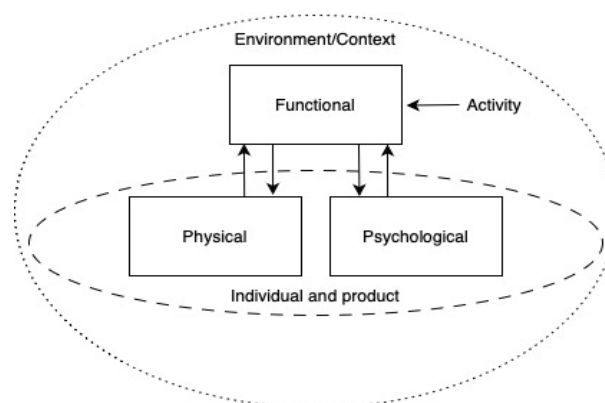 Environment/Context
Functional
Activity
Physical
Psychological
Individual and product